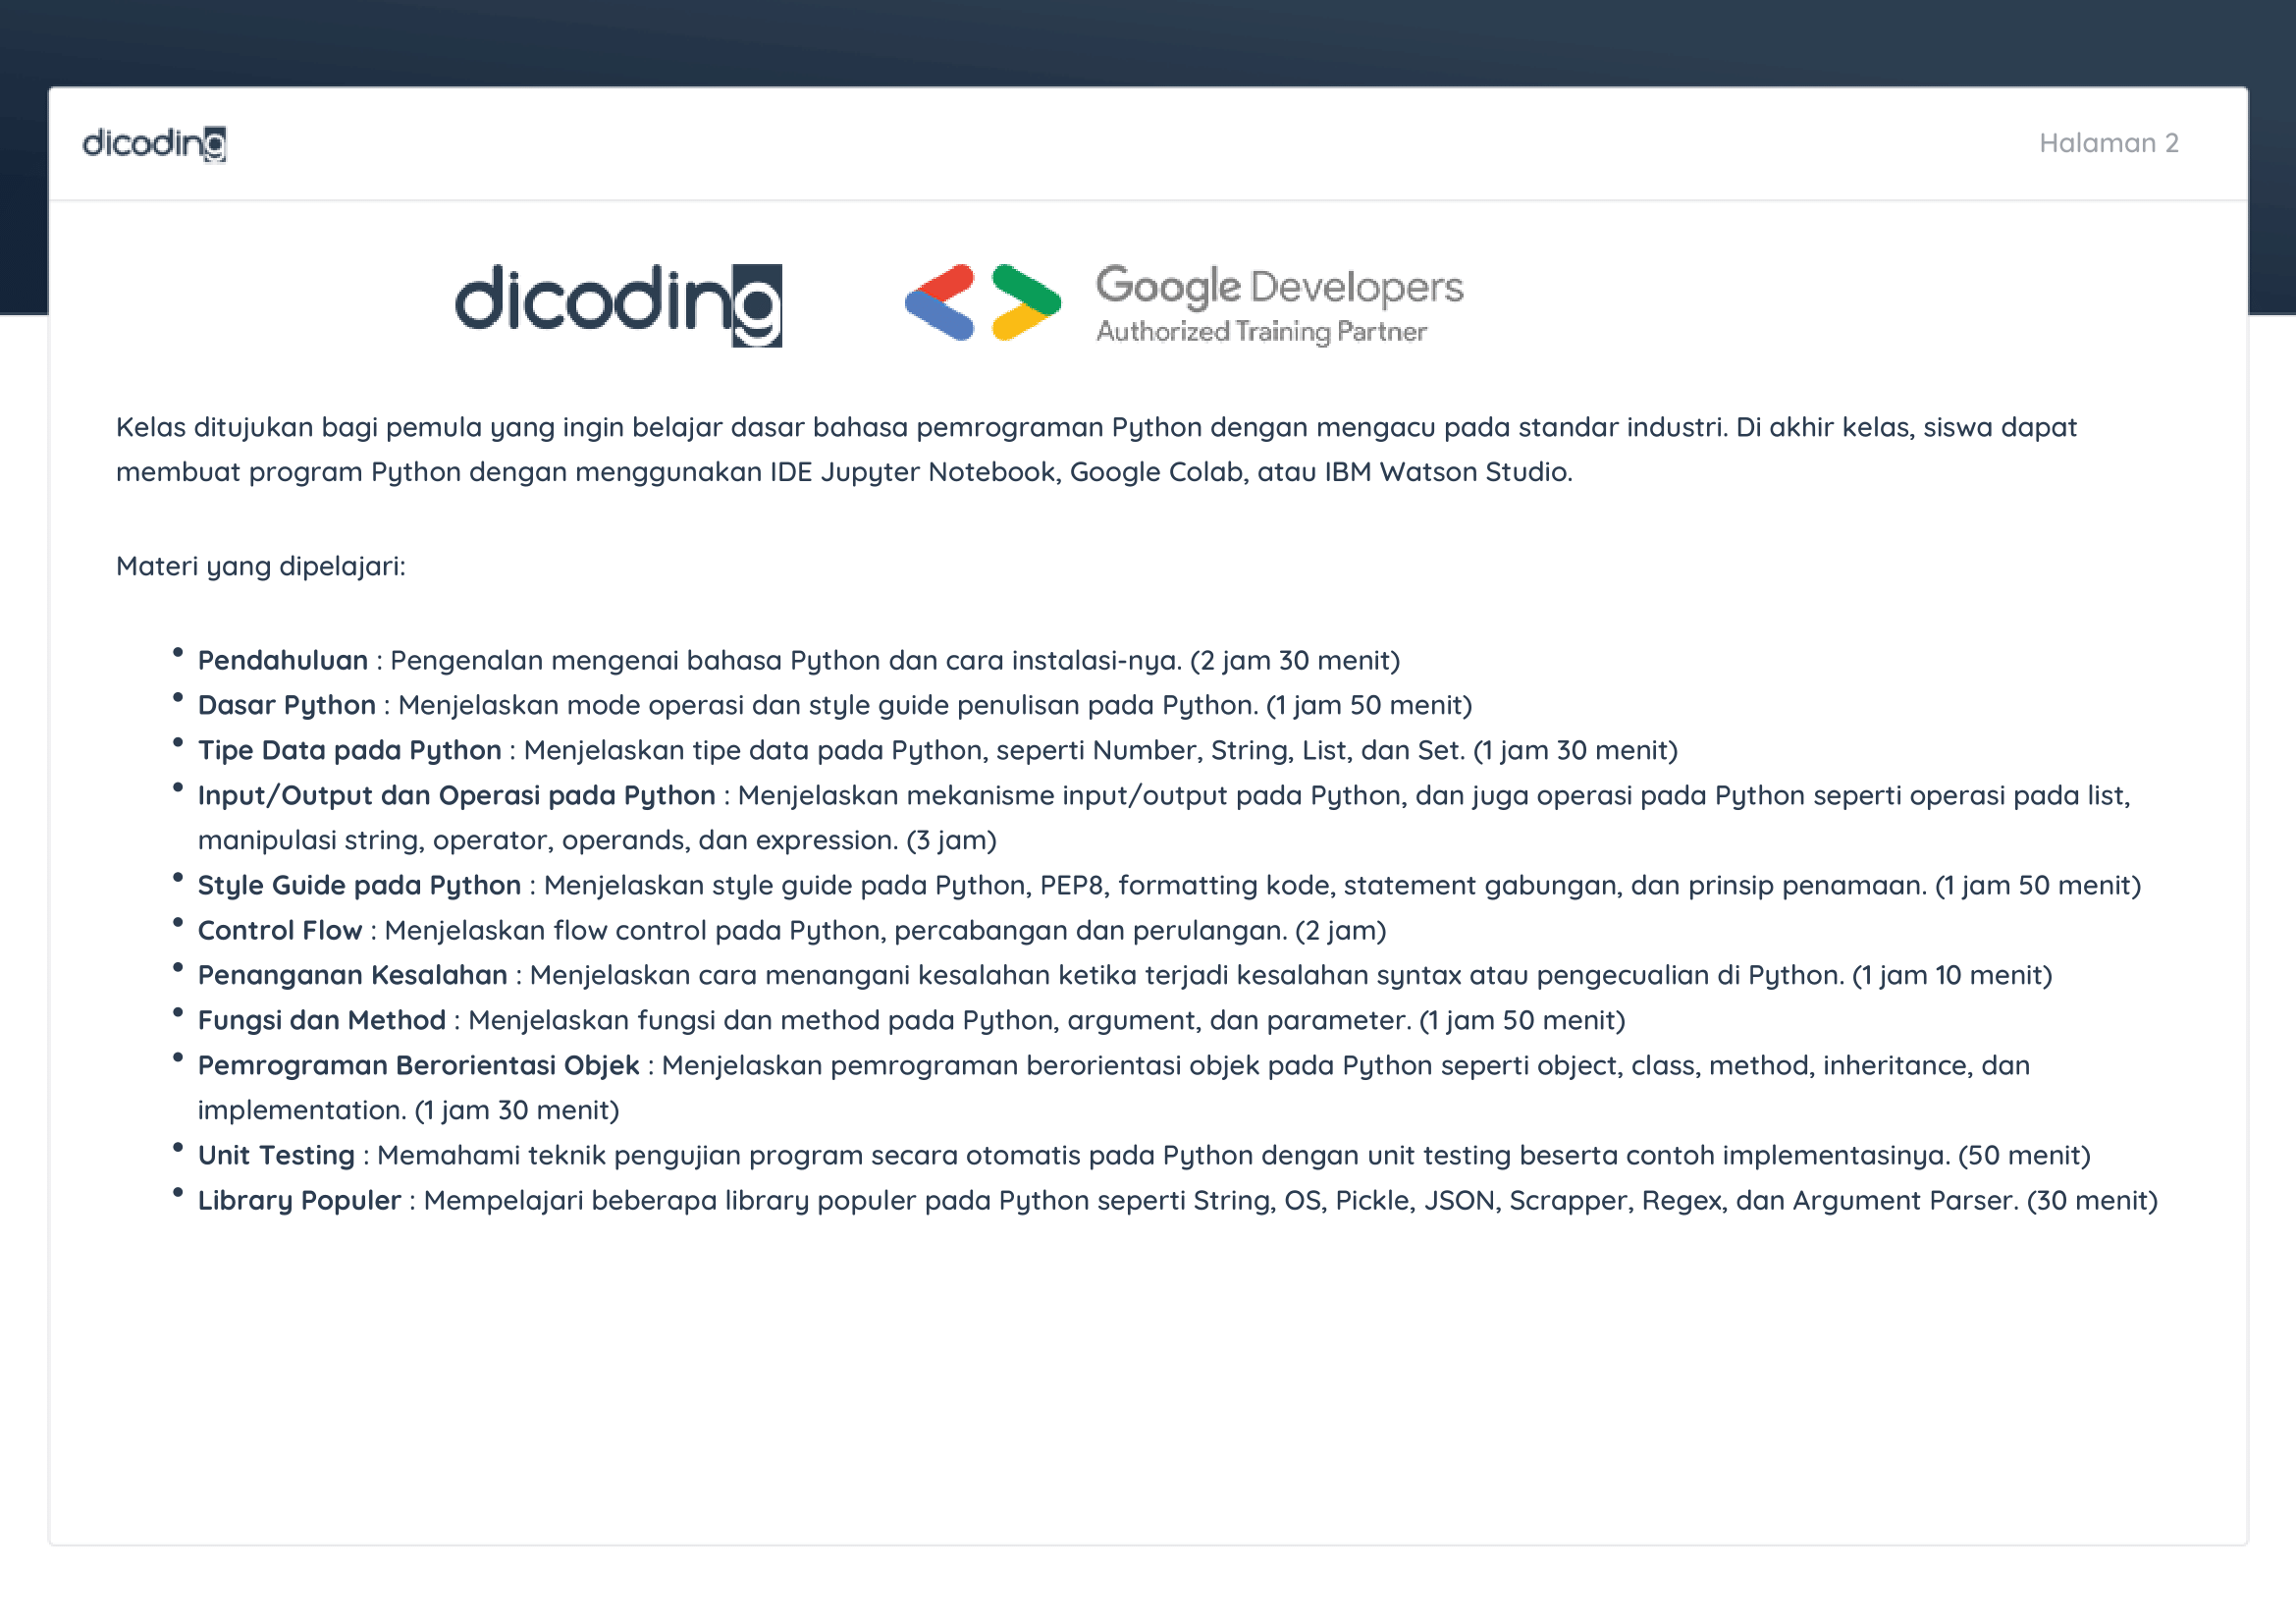 dicoding
Halaman 2
dicoding
Google Developers
Authorized Training Partner
Kelas ditujukan bagi pemula yang ingin belajar dasar bahasa pemrograman Python dengan mengacu pada standar industri. Di akhir kelas, siswa dapat
membuat program Python dengan menggunakan IDE Jupyter Notebook, Google Colab, atau IBM Watson Studio.
Materi yang dipelajari:
• Pendahuluan : Pengenalan mengenai bahasa Python dan cara instalasi-nya. (2 jam 30 menit)
• Dasar Python : Menjelaskan mode operasi dan style guide penulisan pada Python. (1 jam 50 menit)
• Tipe Data pada Python : Menjelaskan tipe data pada Python, seperti Number, String, List, dan Set. (1 jam 30 menit)
• Input/Output dan Operasi pada Python : Menjelaskan mekanisme input/output pada Python, dan juga operasi pada Python seperti operasi pada list,
manipulasi string, operator, operands, dan expression. (3 jam)
• Style Guide pada Python : Menjelaskan style guide pada Python, PEP8, formatting kode, statement gabungan, dan prinsip penamaan. (1 jam 50 menit)
• Control Flow : Menjelaskan flow control pada Python, percabangan dan perulangan. (2 jam)
• Penanganan Kesalahan : Menjelaskan cara menangani kesalahan ketika terjadi kesalahan syntax atau pengecualian di Python. (1 jam 10 menit)
• Fungsi dan Method : Menjelaskan fungsi dan method pada Python, argument, dan parameter. (1 jam 50 menit)
• Pemrograman Berorientasi Objek : Menjelaskan pemrograman berorientasi objek pada Python seperti object, class, method, inheritance, dan
implementation. (1 jam 30 menit)
• Unit Testing : Memahami teknik pengujian program secara otomatis pada Python dengan unit testing beserta contoh implementasinya. (50 menit)
• Library Populer : Mempelajari beberapa library populer pada Python seperti String, OS, Pickle, JSON, Scrapper, Regex, dan Argument Parser. (30 menit)